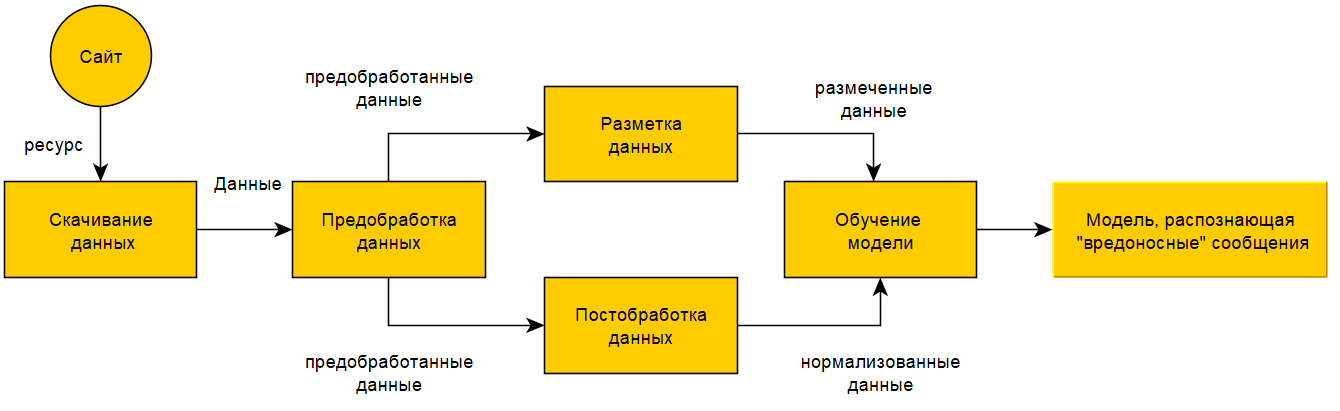 Сайт
ресурс
Скачивание
данных
Данные
Предобработка
данных
предобработанные
данные
Разметка
данных
размеченные
данные
предобработанные
данные
Постобработка
данных
нормализованные
данные
Обучение
модели
Модель, распознающая
"вредоносные" сообщения